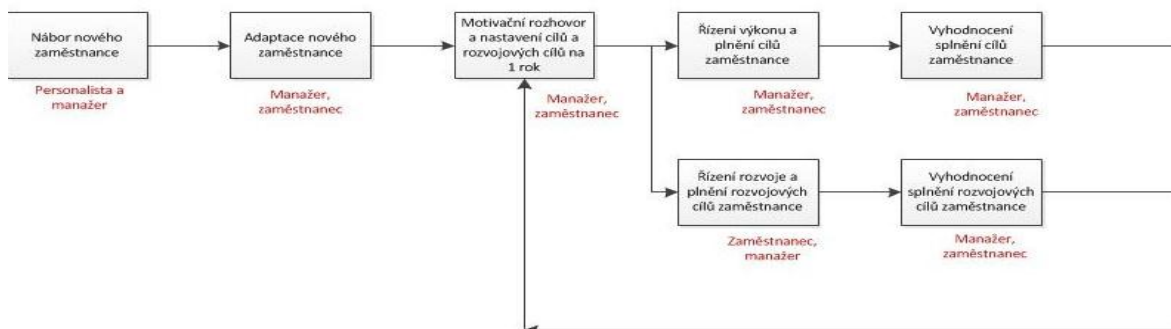 Nábor nového
zaměstnance
Personalista a
manažer
Adaptace nového
zaměstnance
Manažer,
zaměstnanec
Motivační rozhovor
a nastavení cílů a
rozvojových cílů na
1 rok
Manažer,
zaměstnanec
Řízení výkonu a
plnění cílů
zaměstnance
Manažer,
zaměstnanec
Vyhodnocení
splnění cílů
zaměstnance
Manažer,
zaměstnanec
Řízení rozvoje a
plnění rozvojových
cílů zaměstnance
Zaměstnanec,
manažer
Vyhodnocení
splnění rozvojových
cílů zaměstnance
Manažer,
zaměstnanec